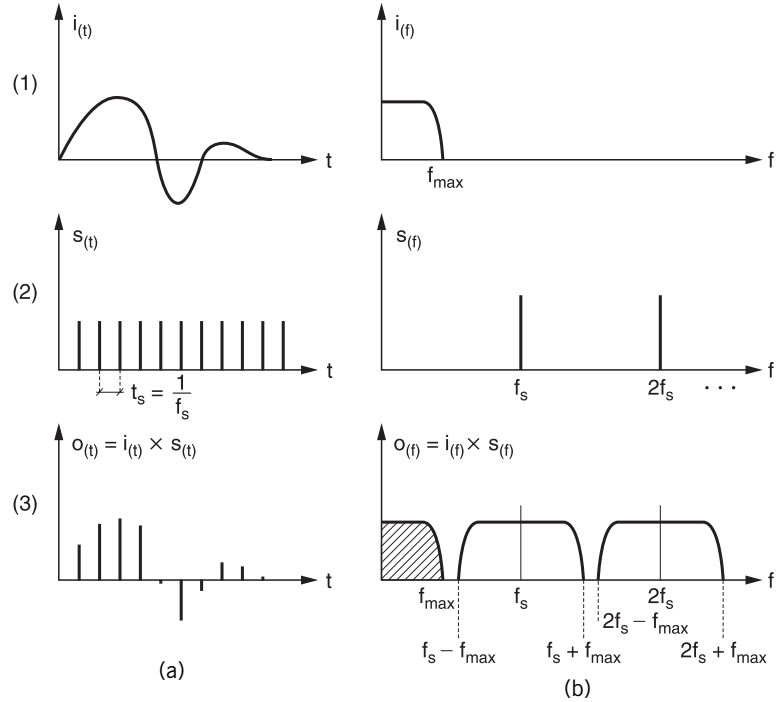 i(t)
i(f)
(1)
t
f
fmax
s(t)
s(f)
(2)
t
f
ts = 1/fs
fs
2fs
· · ·
o(t) = i(t) × s(t)
o(f) = i(f) × s(f)
(3)
t
f
fmax
fs
2fs
2fs − fmax
fs − fmax
fs + fmax
2fs + fmax
(a)
(b)